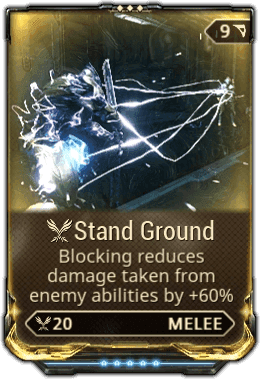 9
Stand Ground
Blocking reduces
damage taken from
enemy abilities by +60%
20 MELEE